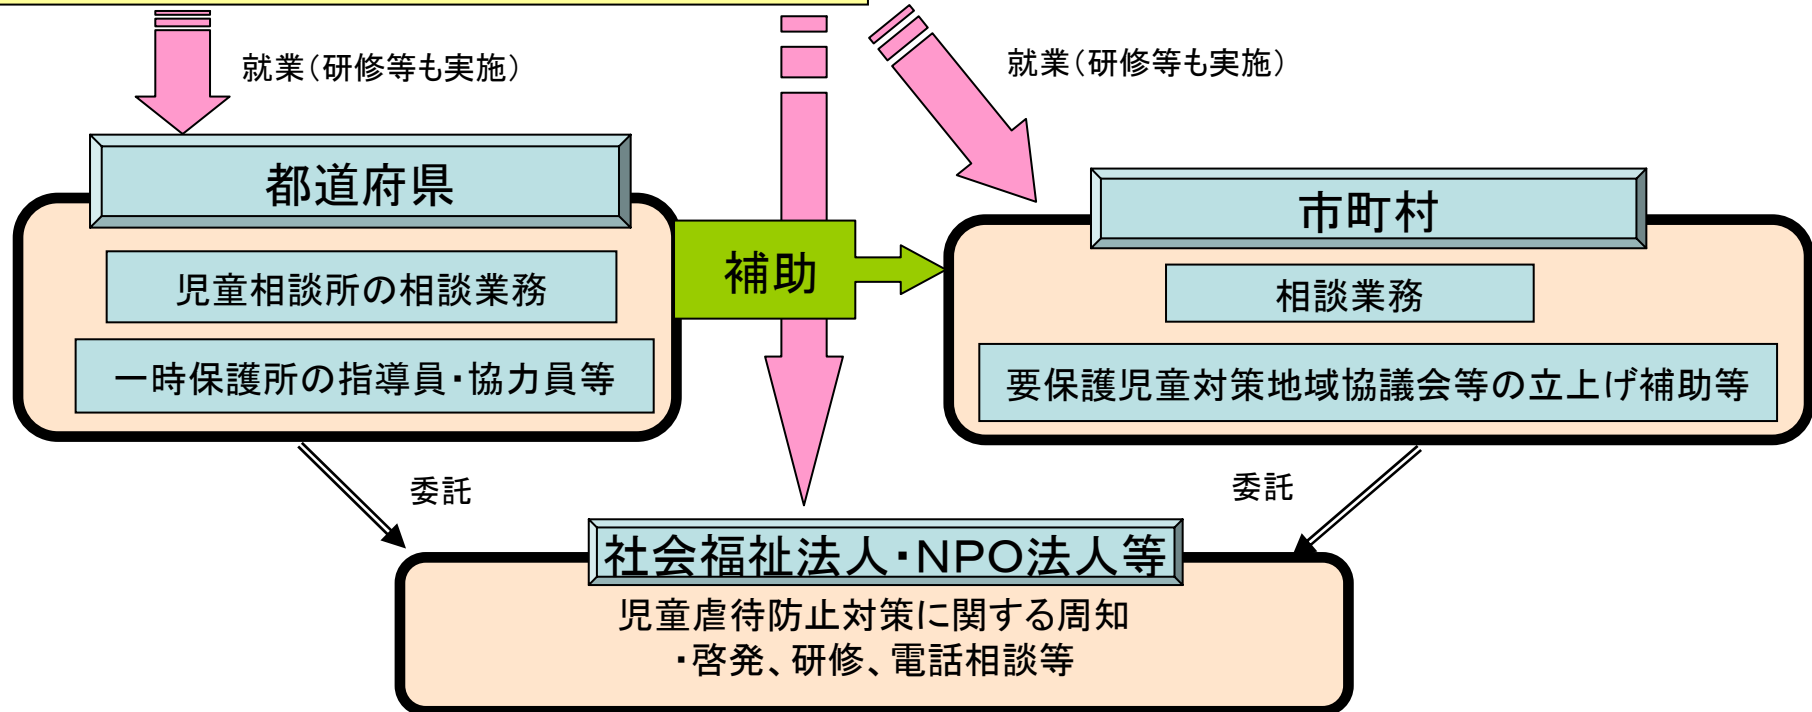 就業（研修等も実施）
就業（研修等も実施）
都道府県
児童相談所の相談業務
一時保護所の指導員・協力員等
補助
市町村
相談業務
要保護児童対策地域協議会等の立上げ補助等
委託
委託
社会福祉法人・NPO法人等
児童虐待防止対策に関する周知
・啓発、研修、電話相談等